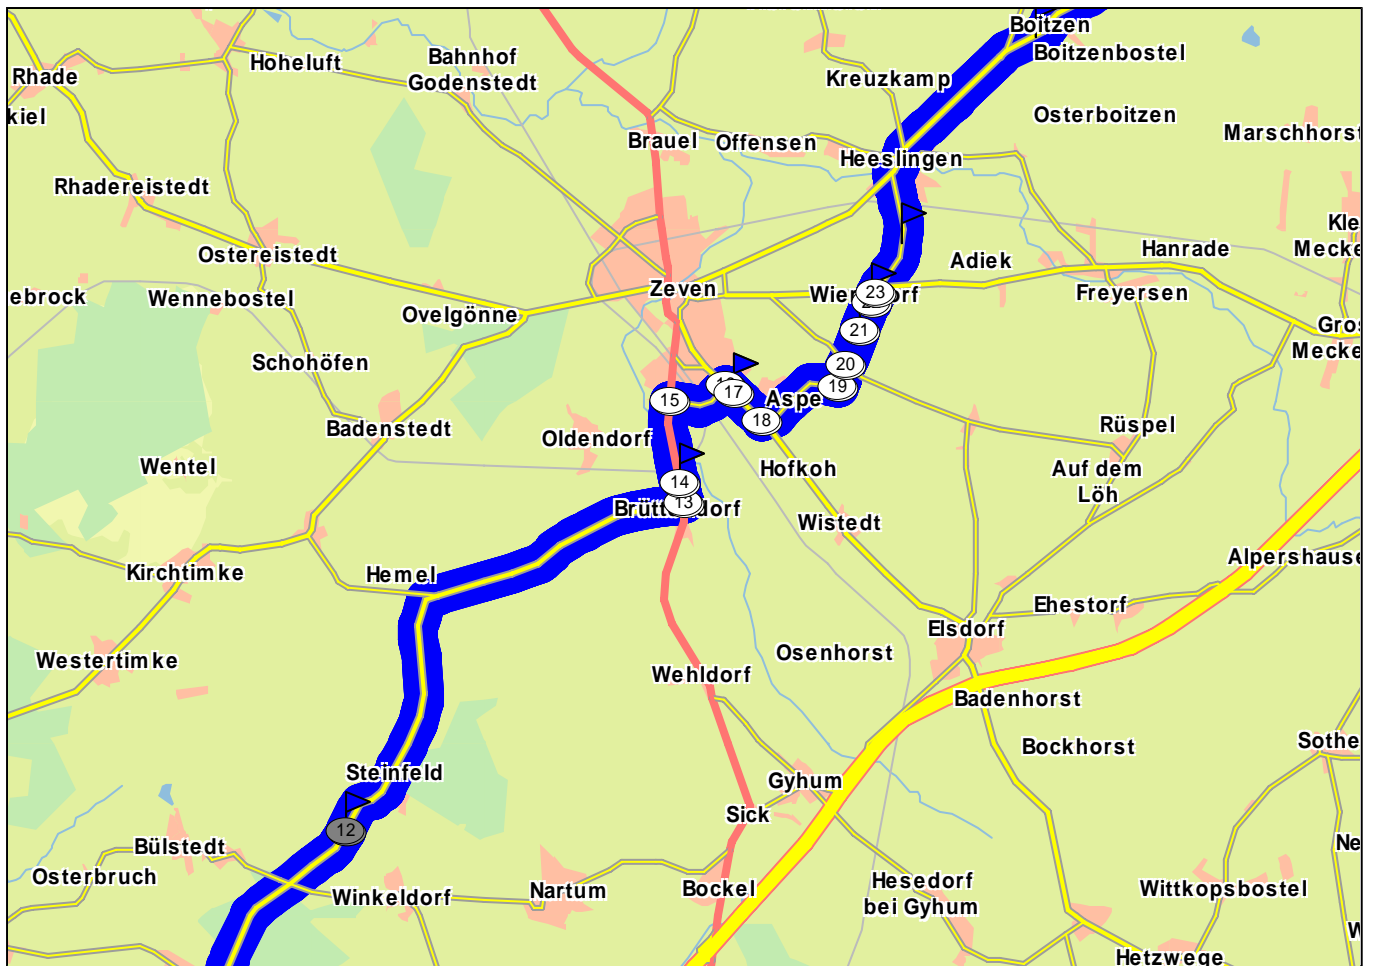 Boitzen
Boitzenbostel
Höheluft
Bahnhof
Godenstedt
Rhade
kiel
Kreuzkamp
Osterboitzen
Marschhorst
Brauel
Offensen
Heeslingen
Rhadereistedt
Ostereistedt
Hanrade
Adiek
Kle
Mecke
ebrock
Wennebostel
Zeven
23
Freyersen
Ovelgönne
21
Gros
Mecke
Schohöfen
20
19
17
Aspe
15
18
Badenstedt
Oldendorf
Rüspel
Wentel
Hofkoh
Auf dem
Löh
14
13
Wistedt
Alpershause
Kirchtimke
Hemel
Ehestorf
Elsdorf
Westertimke
Osenhorst
Wehldorf
Badenhorst
Bockhorst
Sothe
Steinfeld
Gyhum
Sick
12
Bülstedt
Ne
Osterbruch
Winkeldorf
Nartum
Bockel
Hesedorf
bei Gyhum
Wittkopsbostel
W
Hetzwege